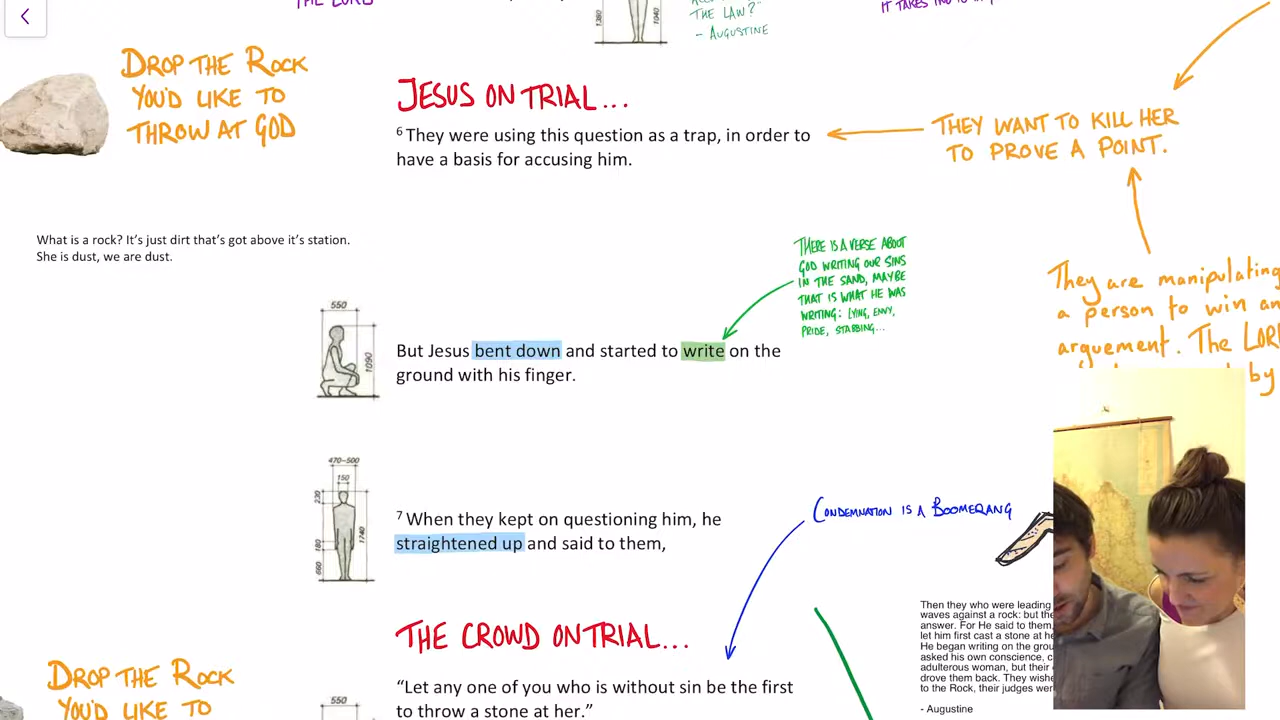 THE LORD
1380
1040
THE LAW?"
- AUGUSTINE
DROP THE ROCK
YOU'D LIKE TO
THROW AT GOD
JESUS ON TRIAL...
6 They were using this question as a trap, in order to
have a basis for accusing him.
THEY WANT TO KILL HER
TO PROVE A POINT.
What is a rock? It's just dirt that's got above it's station.
She is dust, we are dust.
THERE IS A VERSE ABOUT
GOD WRITING OUR SINS
IN THE SAND, MAYBE
THAT IS WHAT HE WAS
WRITING: LYING, ENVY,
PRIDE, STABBING...
They are manipulating
a person to win an
arguement. The LORD
by
550
1090
But Jesus bent down and started to write on the
ground with his finger.
470-500
150
230
1740
180
660
7 When they kept on questioning him, he
straightened up and said to them,
CONDEMNATION IS A BOOMERANG
THE CROWD ON TRIAL...
Then they who were leading
waves against a rock: but the
answer. For He said to them,
let him first cast a stone at he
He began writing on the grou
asked his own conscience, c
adulterous woman, but their
drove them back. They wishe
to the Rock, their judges wer
- Augustine
DROP THE ROCK
YOU'D LIKE TO
550
"Let any one of you who is without sin be the first
to throw a stone at her."